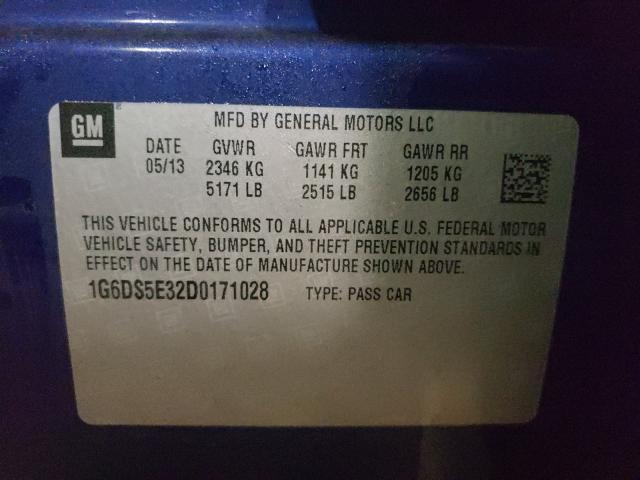 GM
MFD BY GENERAL MOTORS LLC
DATE GVWR GAWR FRT GAWR RR
05/13 2346 KG 1141 KG 1205 KG
5171 LB 2515 LB 2656 LB
THIS VEHICLE CONFORMS TO ALL APPLICABLE U.S. FEDERAL MOTOR
VEHICLE SAFETY, BUMPER, AND THEFT PREVENTION STANDARDS IN
EFFECT ON THE DATE OF MANUFACTURE SHOWN ABOVE.
1G6DS5E32D0171028 TYPE: PASS CAR